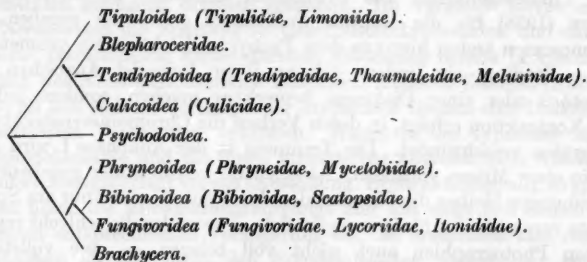 Tipuloidea (Tipulidae, Limoniidae).
Blepharoceridae.
Tendipedoidea (Tendipedidae, Thaumaleidae, Melusinidae).
Culicoidea (Culicidae).
Psychodoidea.
Phryneoidea (Phryneidae, Mycetobiidae).
Bibionoidea (Bibionidae, Scatopsidae).
Fungivoridea (Fungivoridae, Lycoriidae, Itonididae).
Brachycera.